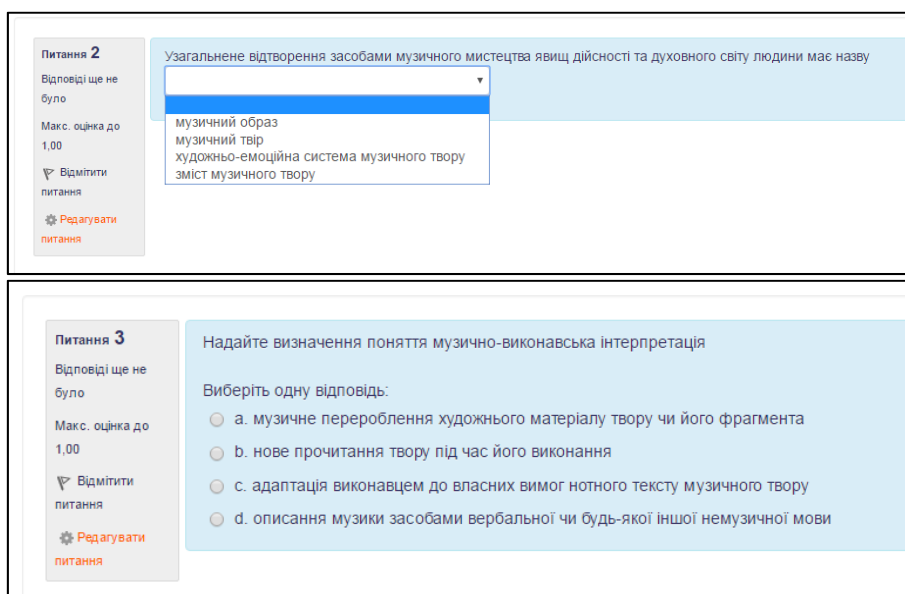 Питання 2
Відповіді ще не
було
Макс. оцінка до
1,00
Відмітити
питання
Редагувати
питання
Узагальнене відтворення засобами музичного мистецтва явищ дійсності та духовного світу людини має назву
музичний образ
музичний твір
художньо-емоційна система музичного твору
зміст музичного твору
Питання 3
Відповіді ще не
було
Макс. оцінка до
1,00
Відмітити
питання
Редагувати
питання
Надайте визначення поняття музично-виконавська інтерпретація
Виберіть одну відповідь:
a. музичне перероблення художнього матеріалу твору чи його фрагмента
b. нове прочитання твору під час його виконання
c. адаптація виконавцем до власних вимог нотного тексту музичного твору
d. описання музики засобами вербальної чи будь-якої іншої немузичної мови